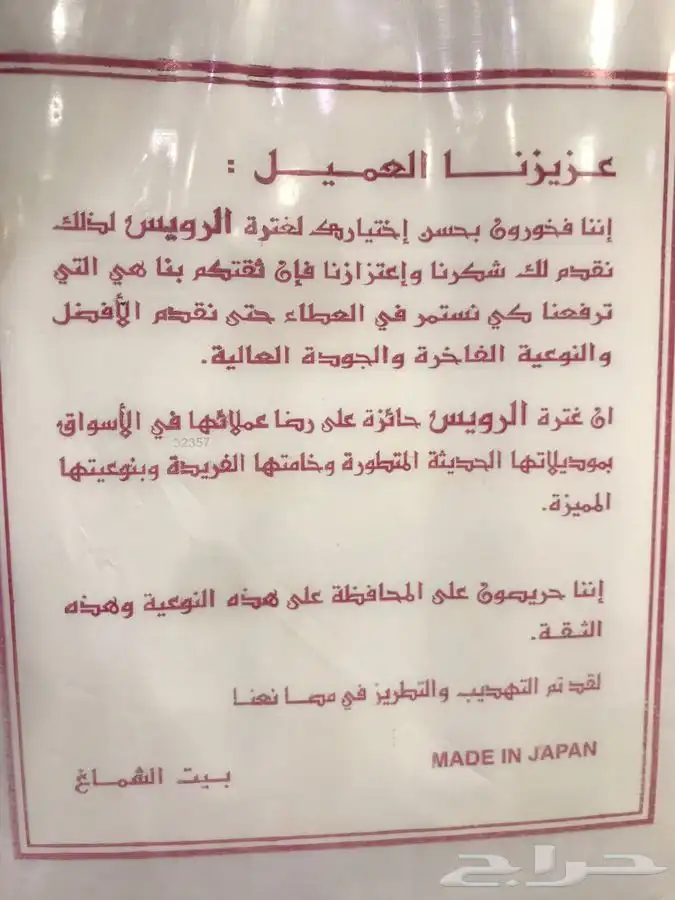 عزيزنا العميل :
إننا فخورون بحسن إختيارك لغترة الرويس لذلك
نقدم لك شكرنا وإعتزازنا فإن ثقتكم بنا هي التي
ترفعنا كي نستمر في العطاء حتى نقدم الأفضل
والنوعية الفاخرة والجودة العالية.
ان غترة الرويس حائزة على رضا عملائها في الأسواق
32357
بموديلاتها الحديثة المتطورة وخامتها الفريدة وبنوعيتها
المميزة.
إننا حريصون على المحافظة على هذه النوعية وهذه
الثقة.
لقد تم التهديب والتطريز في مصانعنا
MADE IN JAPAN
بيت الشماغ
حراج